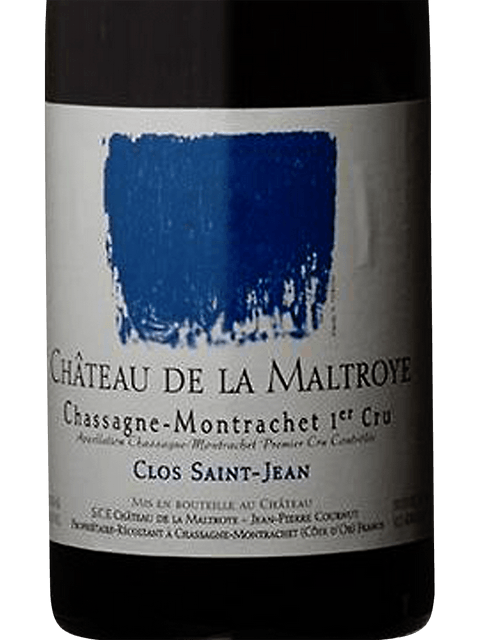 CHÂTEAU DE LA MALTROYE
Chassagne-Montrachet 1er Cru
Appellation Chassagne-Montrachet Premier Cru Contrôlée
CLOS SAINT-JEAN
MIS EN BOUTEILLE AU CHÂTEAU
S.C.E CHÂTEAU DE LA MALTROYE - JEAN-PIERRE COURNUT
PROPRIÉTAIRE-RÉCOLTANT À CHASSAGNE-MONTRACHET (CÔTE D'OR) FRANCE